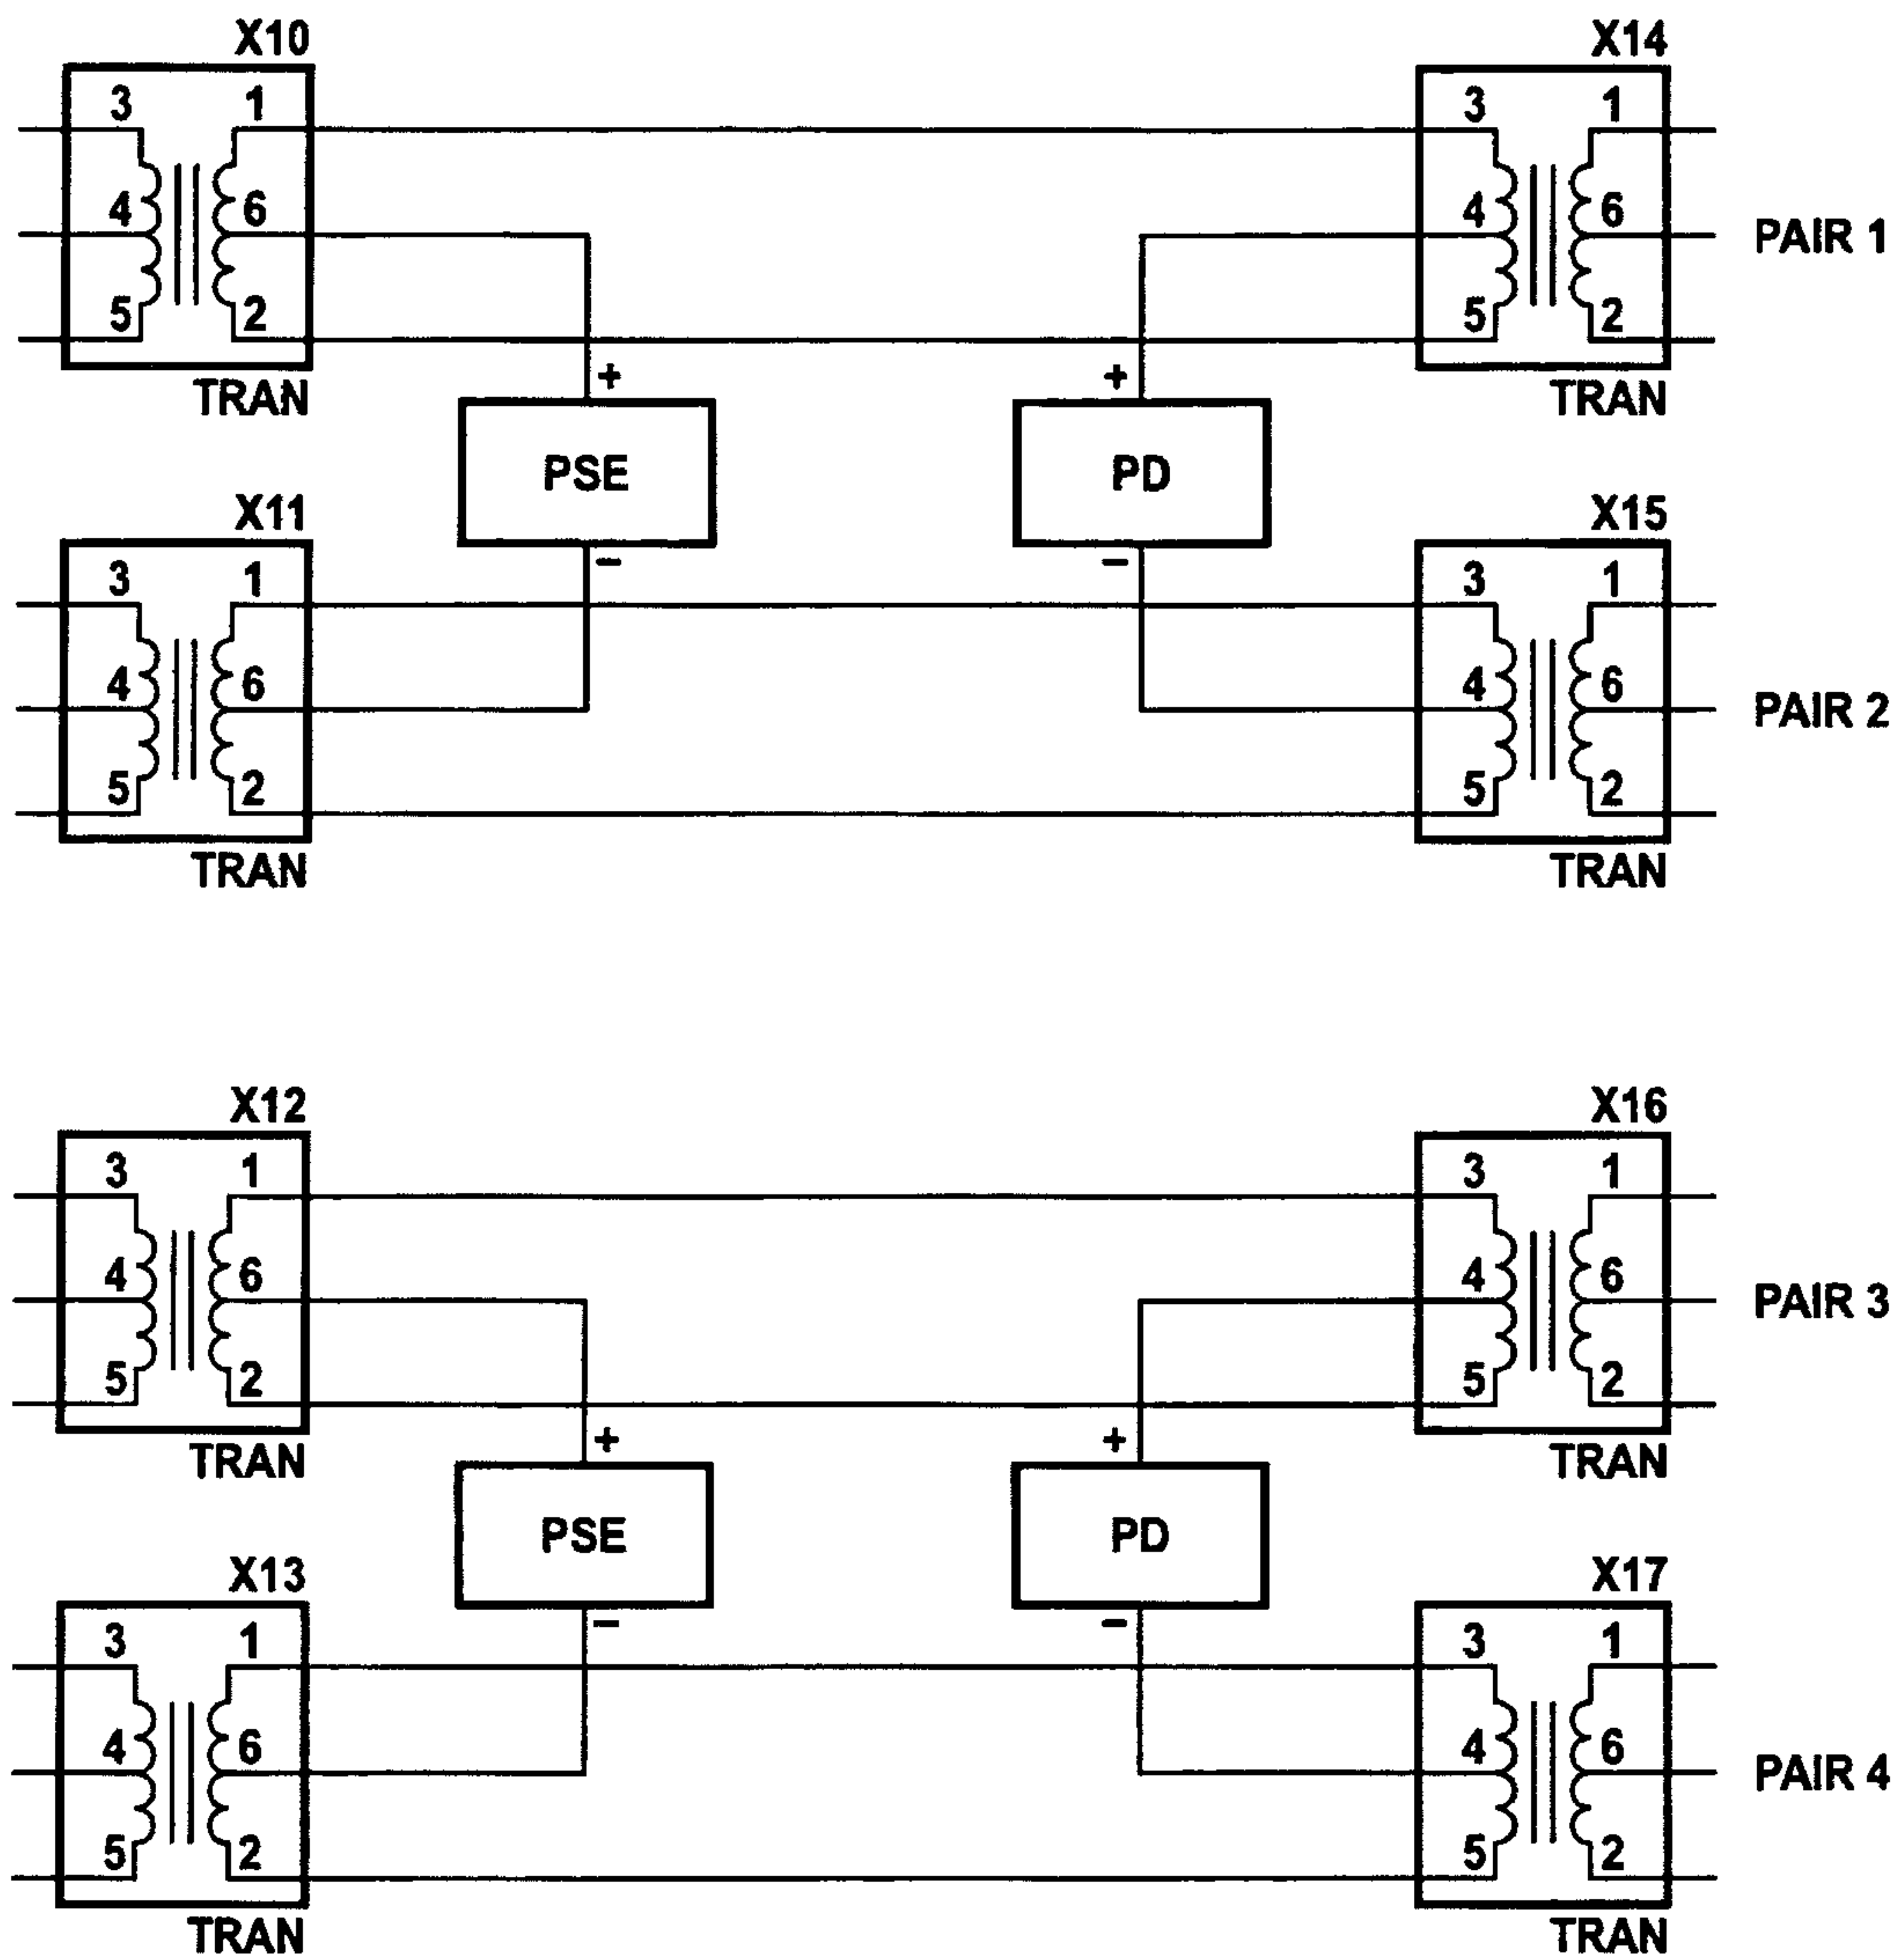 X10 X14
3 1 3 1
4 6 4 6 PAIR 1
5 2 5 2
TRAN + + TRAN
PSE PD
X11 - - X15
3 1 3 1
4 6 4 6 PAIR 2
5 2 5 2
TRAN TRAN
X12 X16
3 1 3 1
4 6 4 6 PAIR 3
5 2 5 2
TRAN + + TRAN
PSE PD
X13 - - X17
3 1 3 1
4 6 4 6 PAIR 4
5 2 5 2
TRAN TRAN